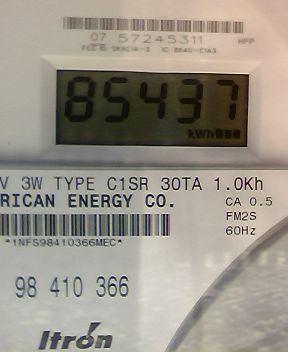 07 57245311
HPP
85437
kWh
V 3W TYPE C1SR 30TA 1.0Kh
RICAN ENERGY CO.
CA 0.5
FM2S
60Hz
*1NFS98410366MEC*
98 410 366
Itron